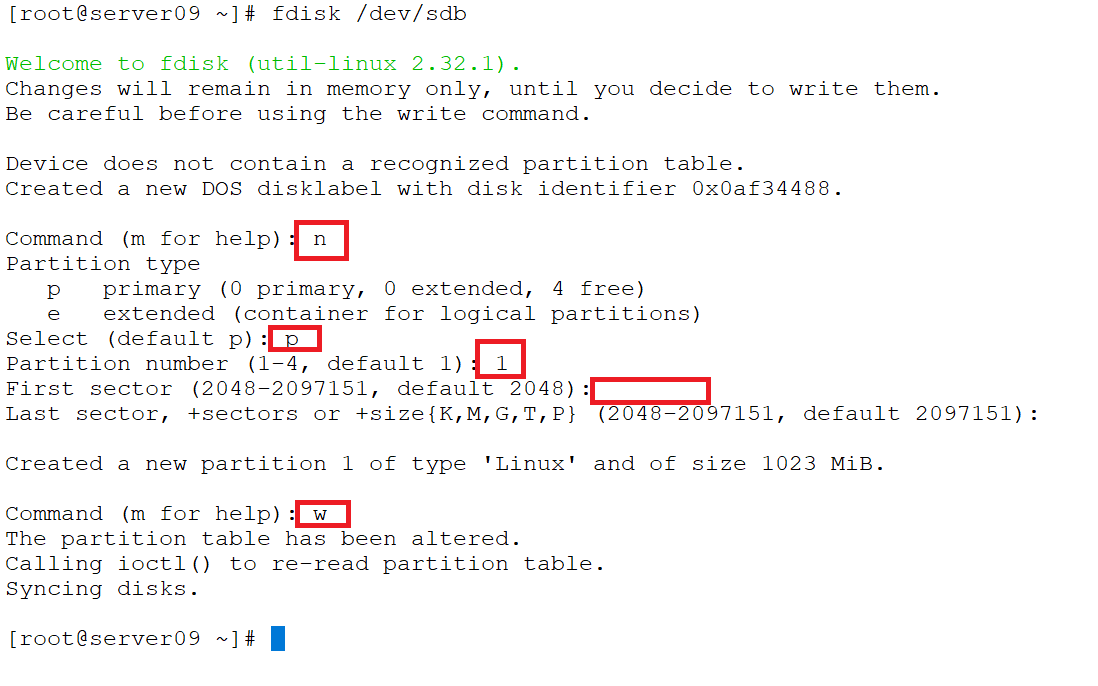 [root@server09 ~]# fdisk /dev/sdb
Welcome to fdisk (util-linux 2.32.1).
Changes will remain in memory only, until you decide to write them.
Be careful before using the write command.
Device does not contain a recognized partition table.
Created a new DOS disklabel with disk identifier 0x0af34488.
Command (m for help): n
Partition type
   p   primary (0 primary, 0 extended, 4 free)
   e   extended (container for logical partitions)
Select (default p): p
Partition number (1-4, default 1): 1
First sector (2048-2097151, default 2048):
Last sector, +sectors or +size{K,M,G,T,P} (2048-2097151, default 2097151):
Created a new partition 1 of type 'Linux' and of size 1023 MiB.
Command (m for help): w
The partition table has been altered.
Calling ioctl() to re-read partition table.
Syncing disks.
[root@server09 ~]#